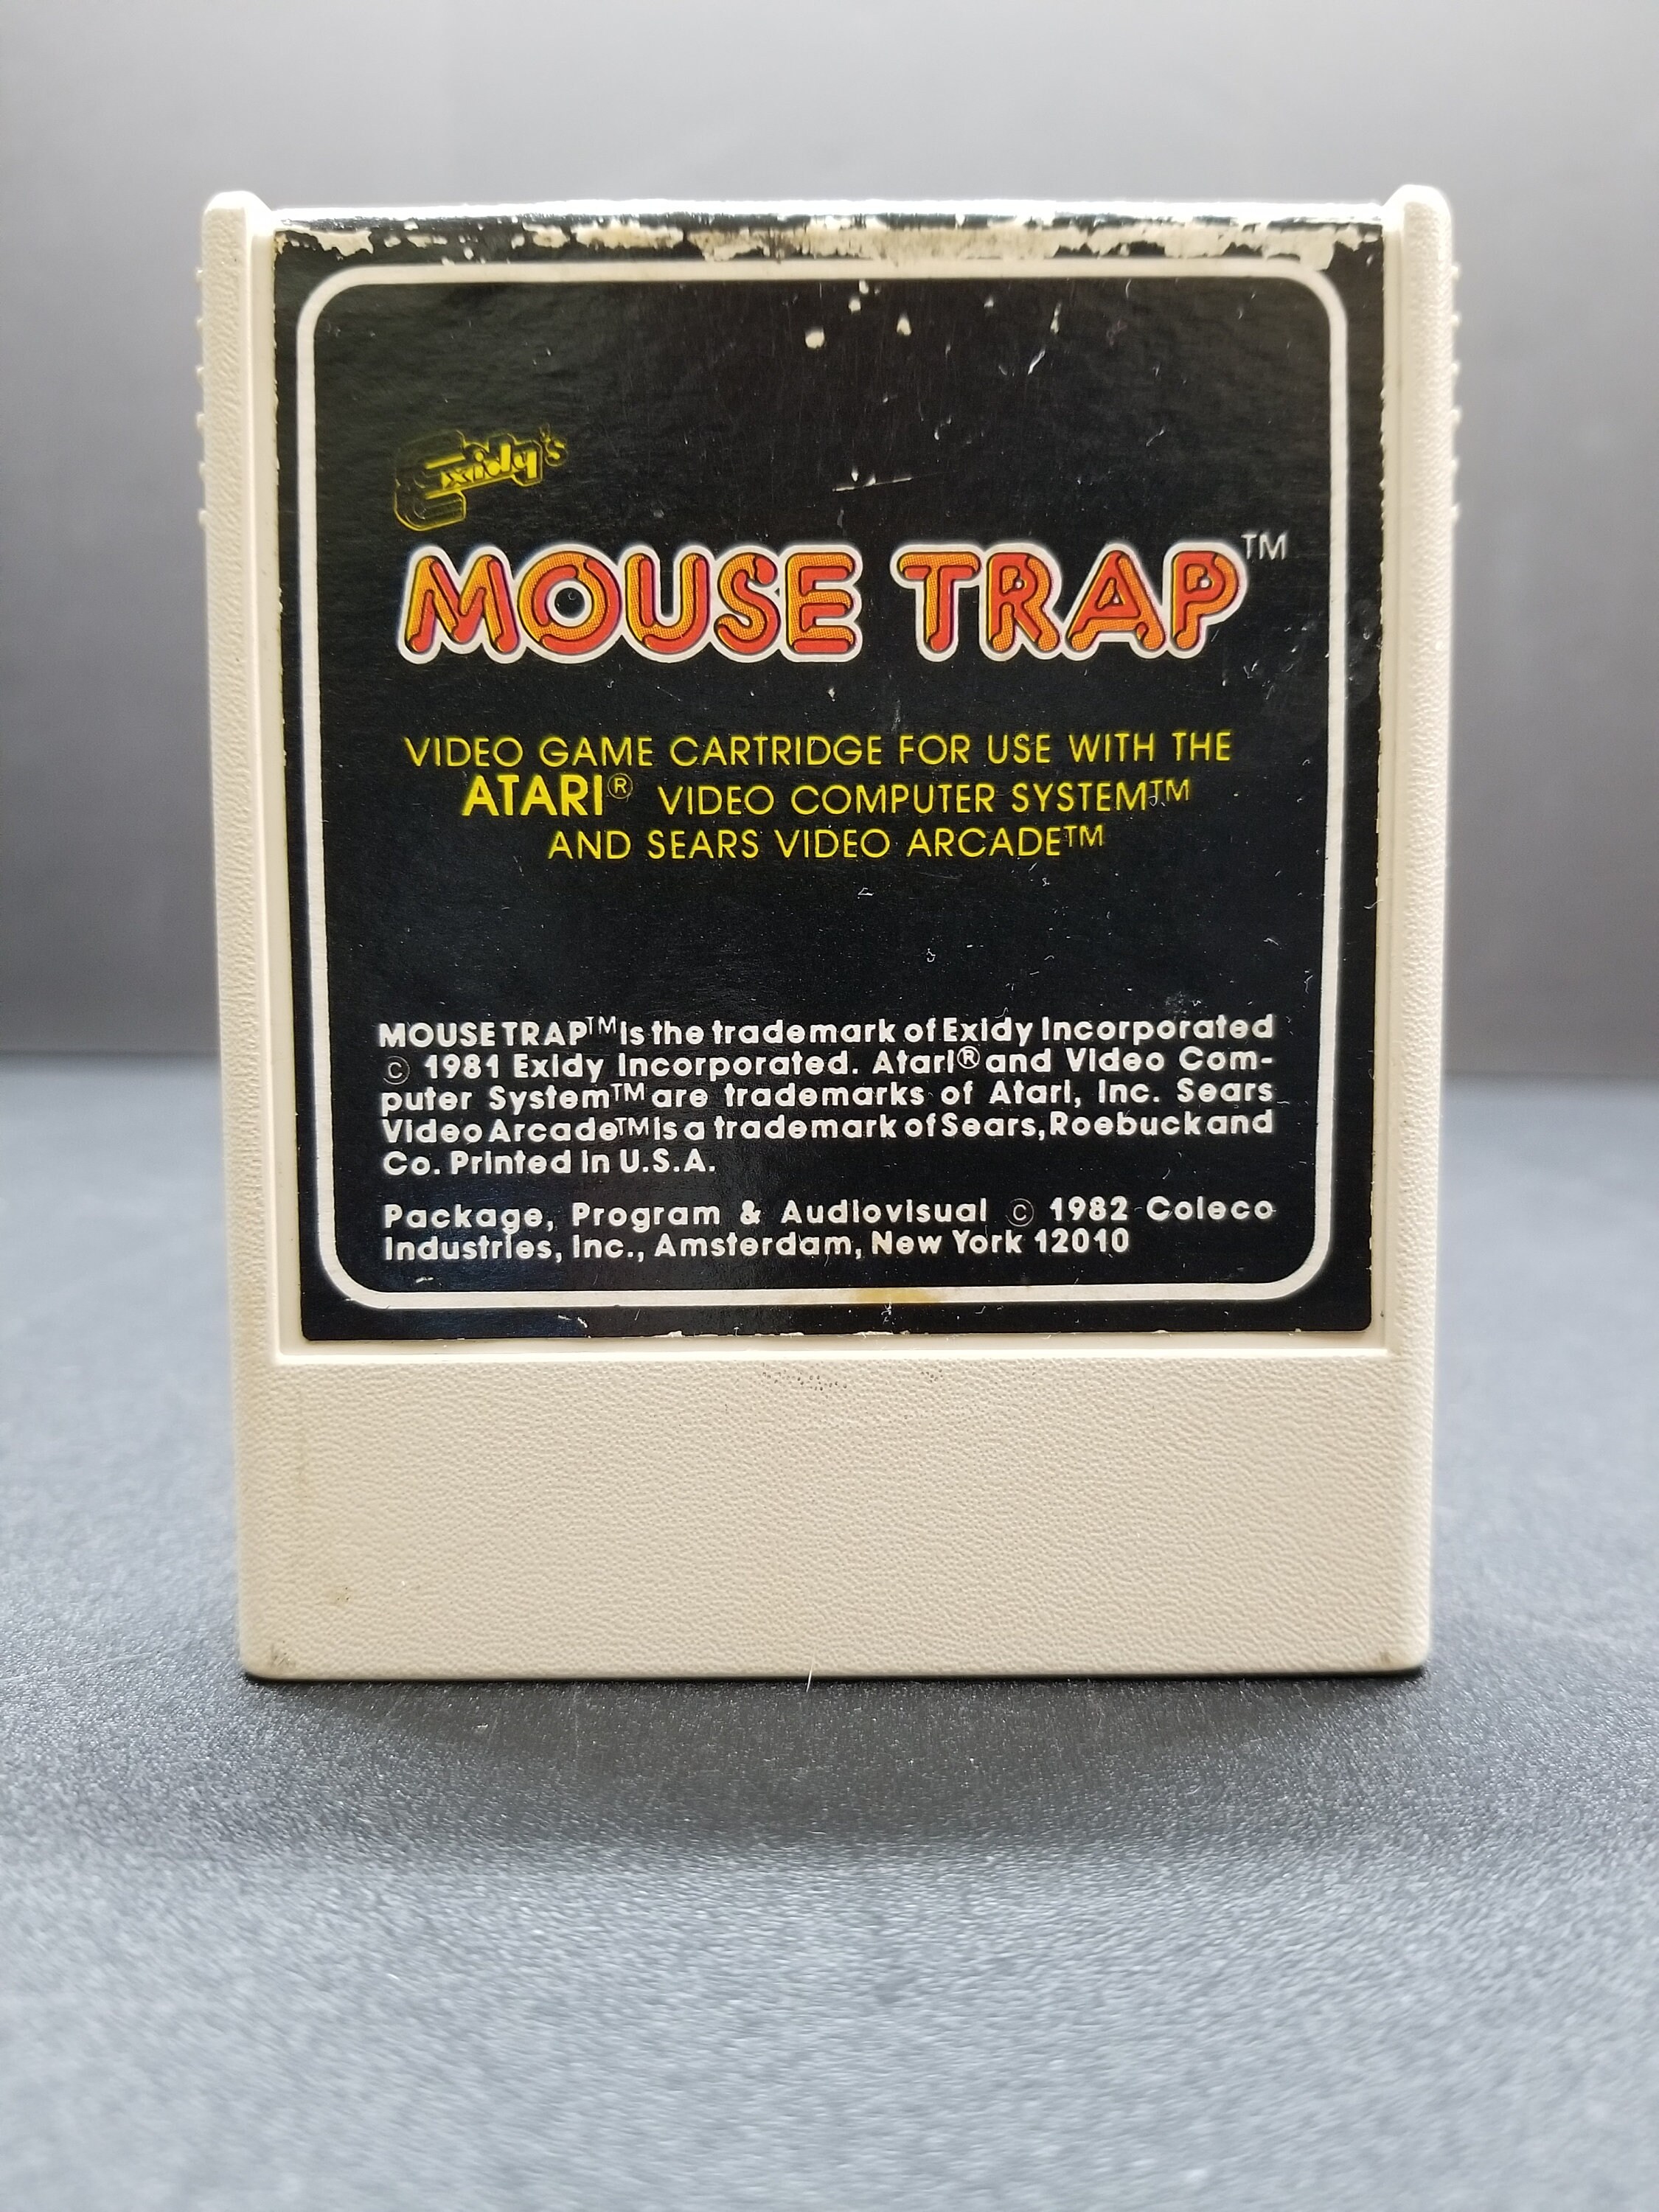 Exidy's
MOUSE TRAP™
VIDEO GAME CARTRIDGE FOR USE WITH THE
ATARI® VIDEO COMPUTER SYSTEM™
AND SEARS VIDEO ARCADE™
MOUSE TRAP™ is the trademark of Exidy Incorporated
© 1981 Exidy Incorporated. Atari® and Video Com-
puter System™ are trademarks of Atari, Inc. Sears
Video Arcade™ is a trademark of Sears, Roebuck and
Co. Printed in U.S.A.
Package, Program & Audiovisual © 1982 Coleco
Industries, Inc., Amsterdam, New York 12010